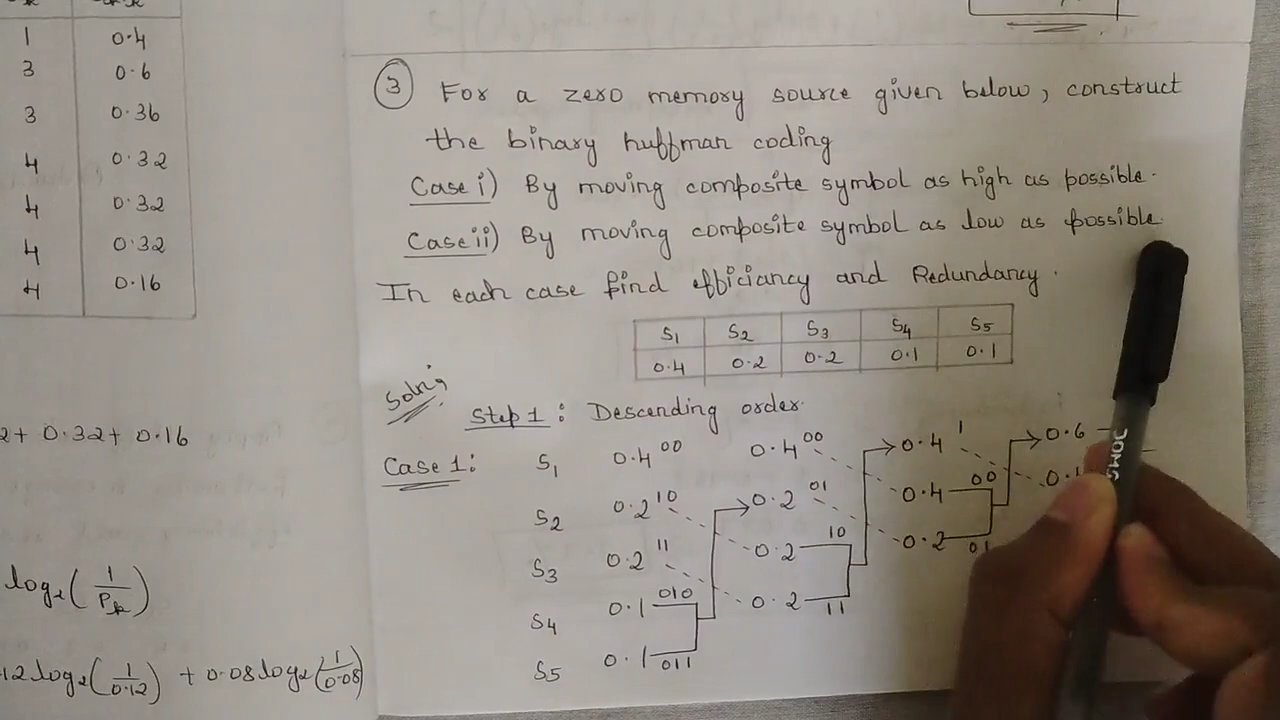 1 0.4
3 0.6
3 0.36
4 0.32
4 0.32
4 0.32
4 0.16
2+ 0.32+ 0.16
log₂(1/Pk)
12log₂(1/0.12) + 0.08log₂(1/0.08)
③ For a zero memory source given below, construct
the binary huffman coding
Case i) By moving composite symbol as high as possible.
Case ii) By moving composite symbol as low as possible
In each case find efficiancy and Redundancy.
S1 S2 S3 S4 S5
0.4 0.2 0.2 0.1 0.1
Soln:
Step 1: Descending order.
Case 1: S1 0.4 00 0.4 00 0.4 1 0.6
S2 0.2 10 0.2 01 0.4 00
S3 0.2 11 0.2 10 0.2 01
S4 0.1 010 0.2 11
S5 0.1 011
JOMS